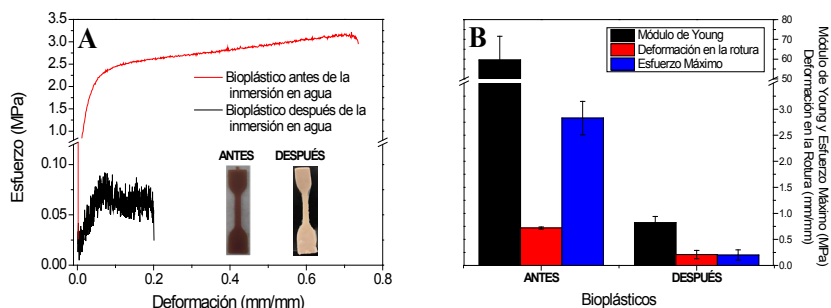 A
3.5
3.0
2.5
2.0
1.5
1.0
0.10
0.05
0.00
Esfuerzo (MPa)
Bioplástico antes de la
inmersión en agua
Bioplástico después de la
inmersión en agua
ANTES DESPUÉS
0.0 0.2 0.4 0.6 0.8
Deformación (mm/mm)
B
Módulo de Young
Deformación en la rotura
Esfuerzo Máximo
80
70
60
50
3.0
2.5
2.0
1.5
1.0
0.5
0.0
Módulo de Young y Esfuerzo Máximo (MPa)
Deformación en la Rotura (mm/mm)
ANTES DESPUÉS
Bioplásticos